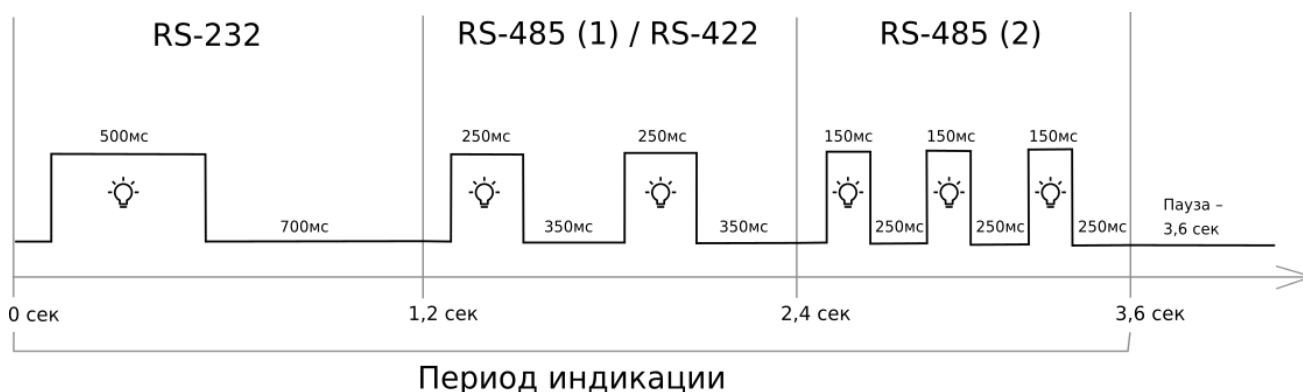 RS-232
RS-485 (1) / RS-422
RS-485 (2)
500мс
250мс
250мс
150мс
150мс
150мс
700мс
350мс
350мс
250мс
250мс
250мс
Пауза –
3,6 сек
0 сек
1,2 сек
2,4 сек
3,6 сек
Период индикации